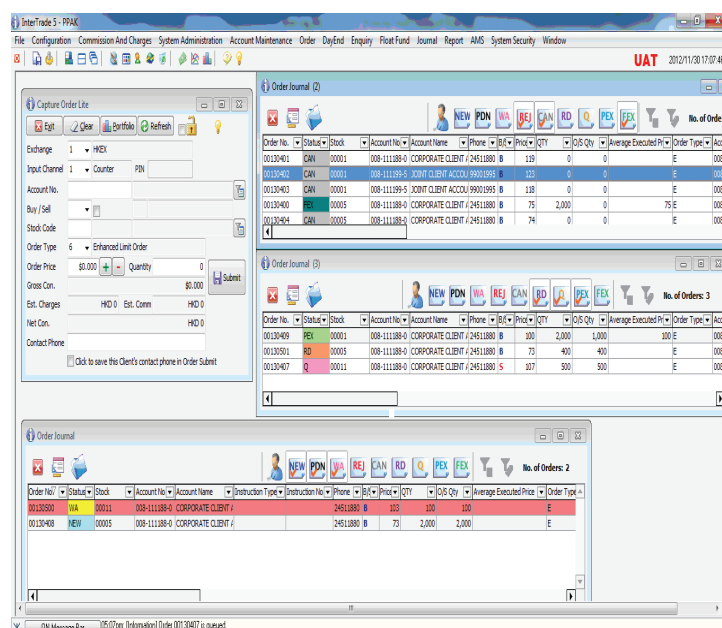 InterTrade 5 - PPAK
File Configuration Commission And Charges System Administration Account Maintenance Order DayEnd Enquiry Float Fund Journal Report AMS System Security Window
UAT 2012/11/30 17:07:46
Capture Order Lite
Exit Clear Portfolio Refresh
Exchange 1 HKEX
Input Channel 1 Counter PIN
Account No.
Buy / Sell
Stock Code
Order Type 6 Enhanced Limit Order
Order Price $0.000 + - Quantity 0
Submit
Gross Con. $0.000
Est. Charges HKD 0 Est. Comm HKD 0
Net Con. HKD 0
Contact Phone
Click to save this Client's contact phone in Order Submit
Order Journal (2)
NEW PDN WA REJ CAN RD Q PEX FEX No. of Order
Order No. Status Stock Account No Account Name Phone B/S Price QTY O/S Qty Average Executed Pr Order Type Acc
00130401 CAN 00001 008-111188-0 CORPORATE CLIENT A 24511880 B 119 0 0 E 008
00130402 CAN 00001 008-111199-5 JOINT CLIENT ACCOU 99001995 B 123 0 0 E 008
00130403 CAN 00001 008-111199-5 JOINT CLIENT ACCOU 99001995 B 118 0 0 E 008
00130400 FEX 00005 008-111188-0 CORPORATE CLIENT A 24511880 B 75 2,000 0 75 E 008
00130404 CAN 00005 008-111188-0 CORPORATE CLIENT A 24511880 B 74 0 0 E 008
Order Journal (3)
NEW PDN WA REJ CAN RD Q PEX FEX No. of Orders: 3
Order No. Status Stock Account No Account Name Phone B/S Price QTY O/S Qty Average Executed Pr Order Type Acc
00130409 PEX 00001 008-111188-0 CORPORATE CLIENT A 24511880 B 100 2,000 1,000 100 E 008
00130501 RD 00005 008-111188-0 CORPORATE CLIENT A 24511880 B 73 400 400 E 008
00130407 Q 00011 008-111188-0 CORPORATE CLIENT A 24511880 S 107 500 500 E 008
Order Journal
NEW PDN WA REJ CAN RD Q PEX FEX No. of Orders: 2
Order No/ Status Stock Account No Account Name Instruction Type Instruction No Phone B/S Price QTY O/S Qty Average Executed Price Order Type
00130500 WA 00011 008-111188-0 CORPORATE CLIENT A 24511880 B 103 100 100 E
00130408 NEW 00005 008-111188-0 CORPORATE CLIENT A 24511880 B 73 2,000 2,000 E
ON Message Bar [05:07pm: [Information] Order 00130407 is queued